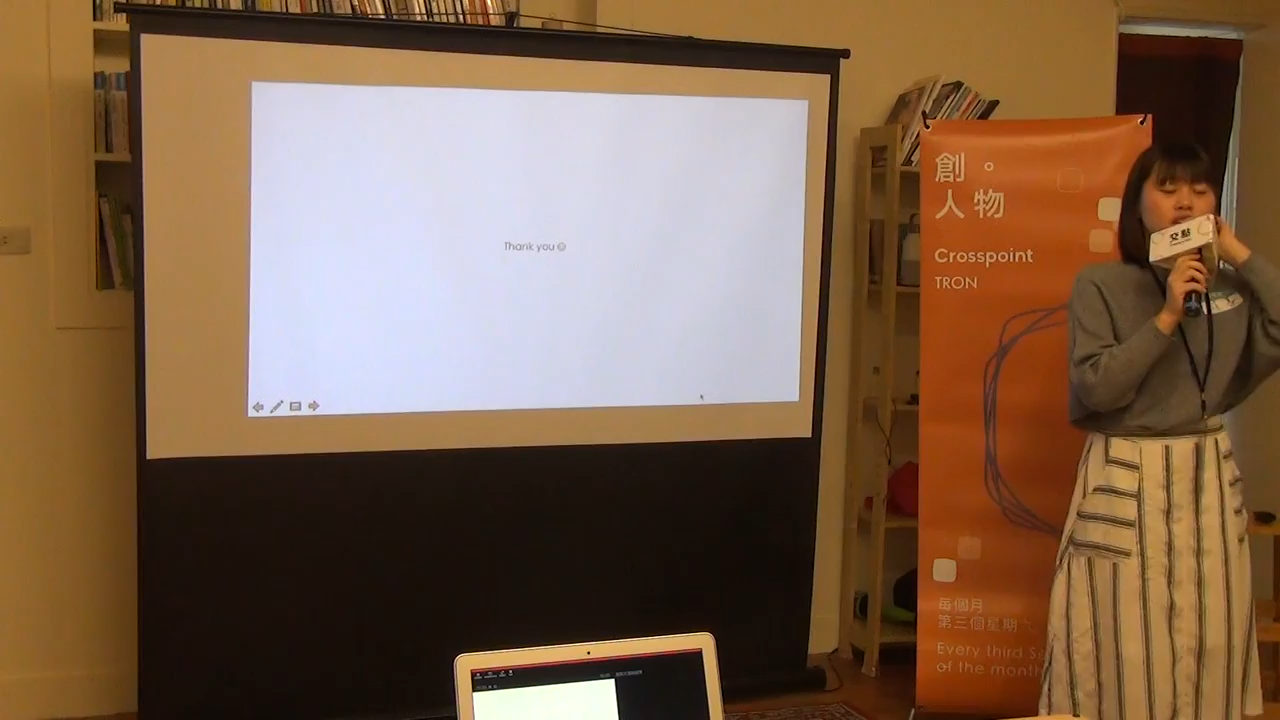 Thank you ☺
創。
人物
Crosspoint
TRON
交點
每個月
第三個星期六
Every third
of the month